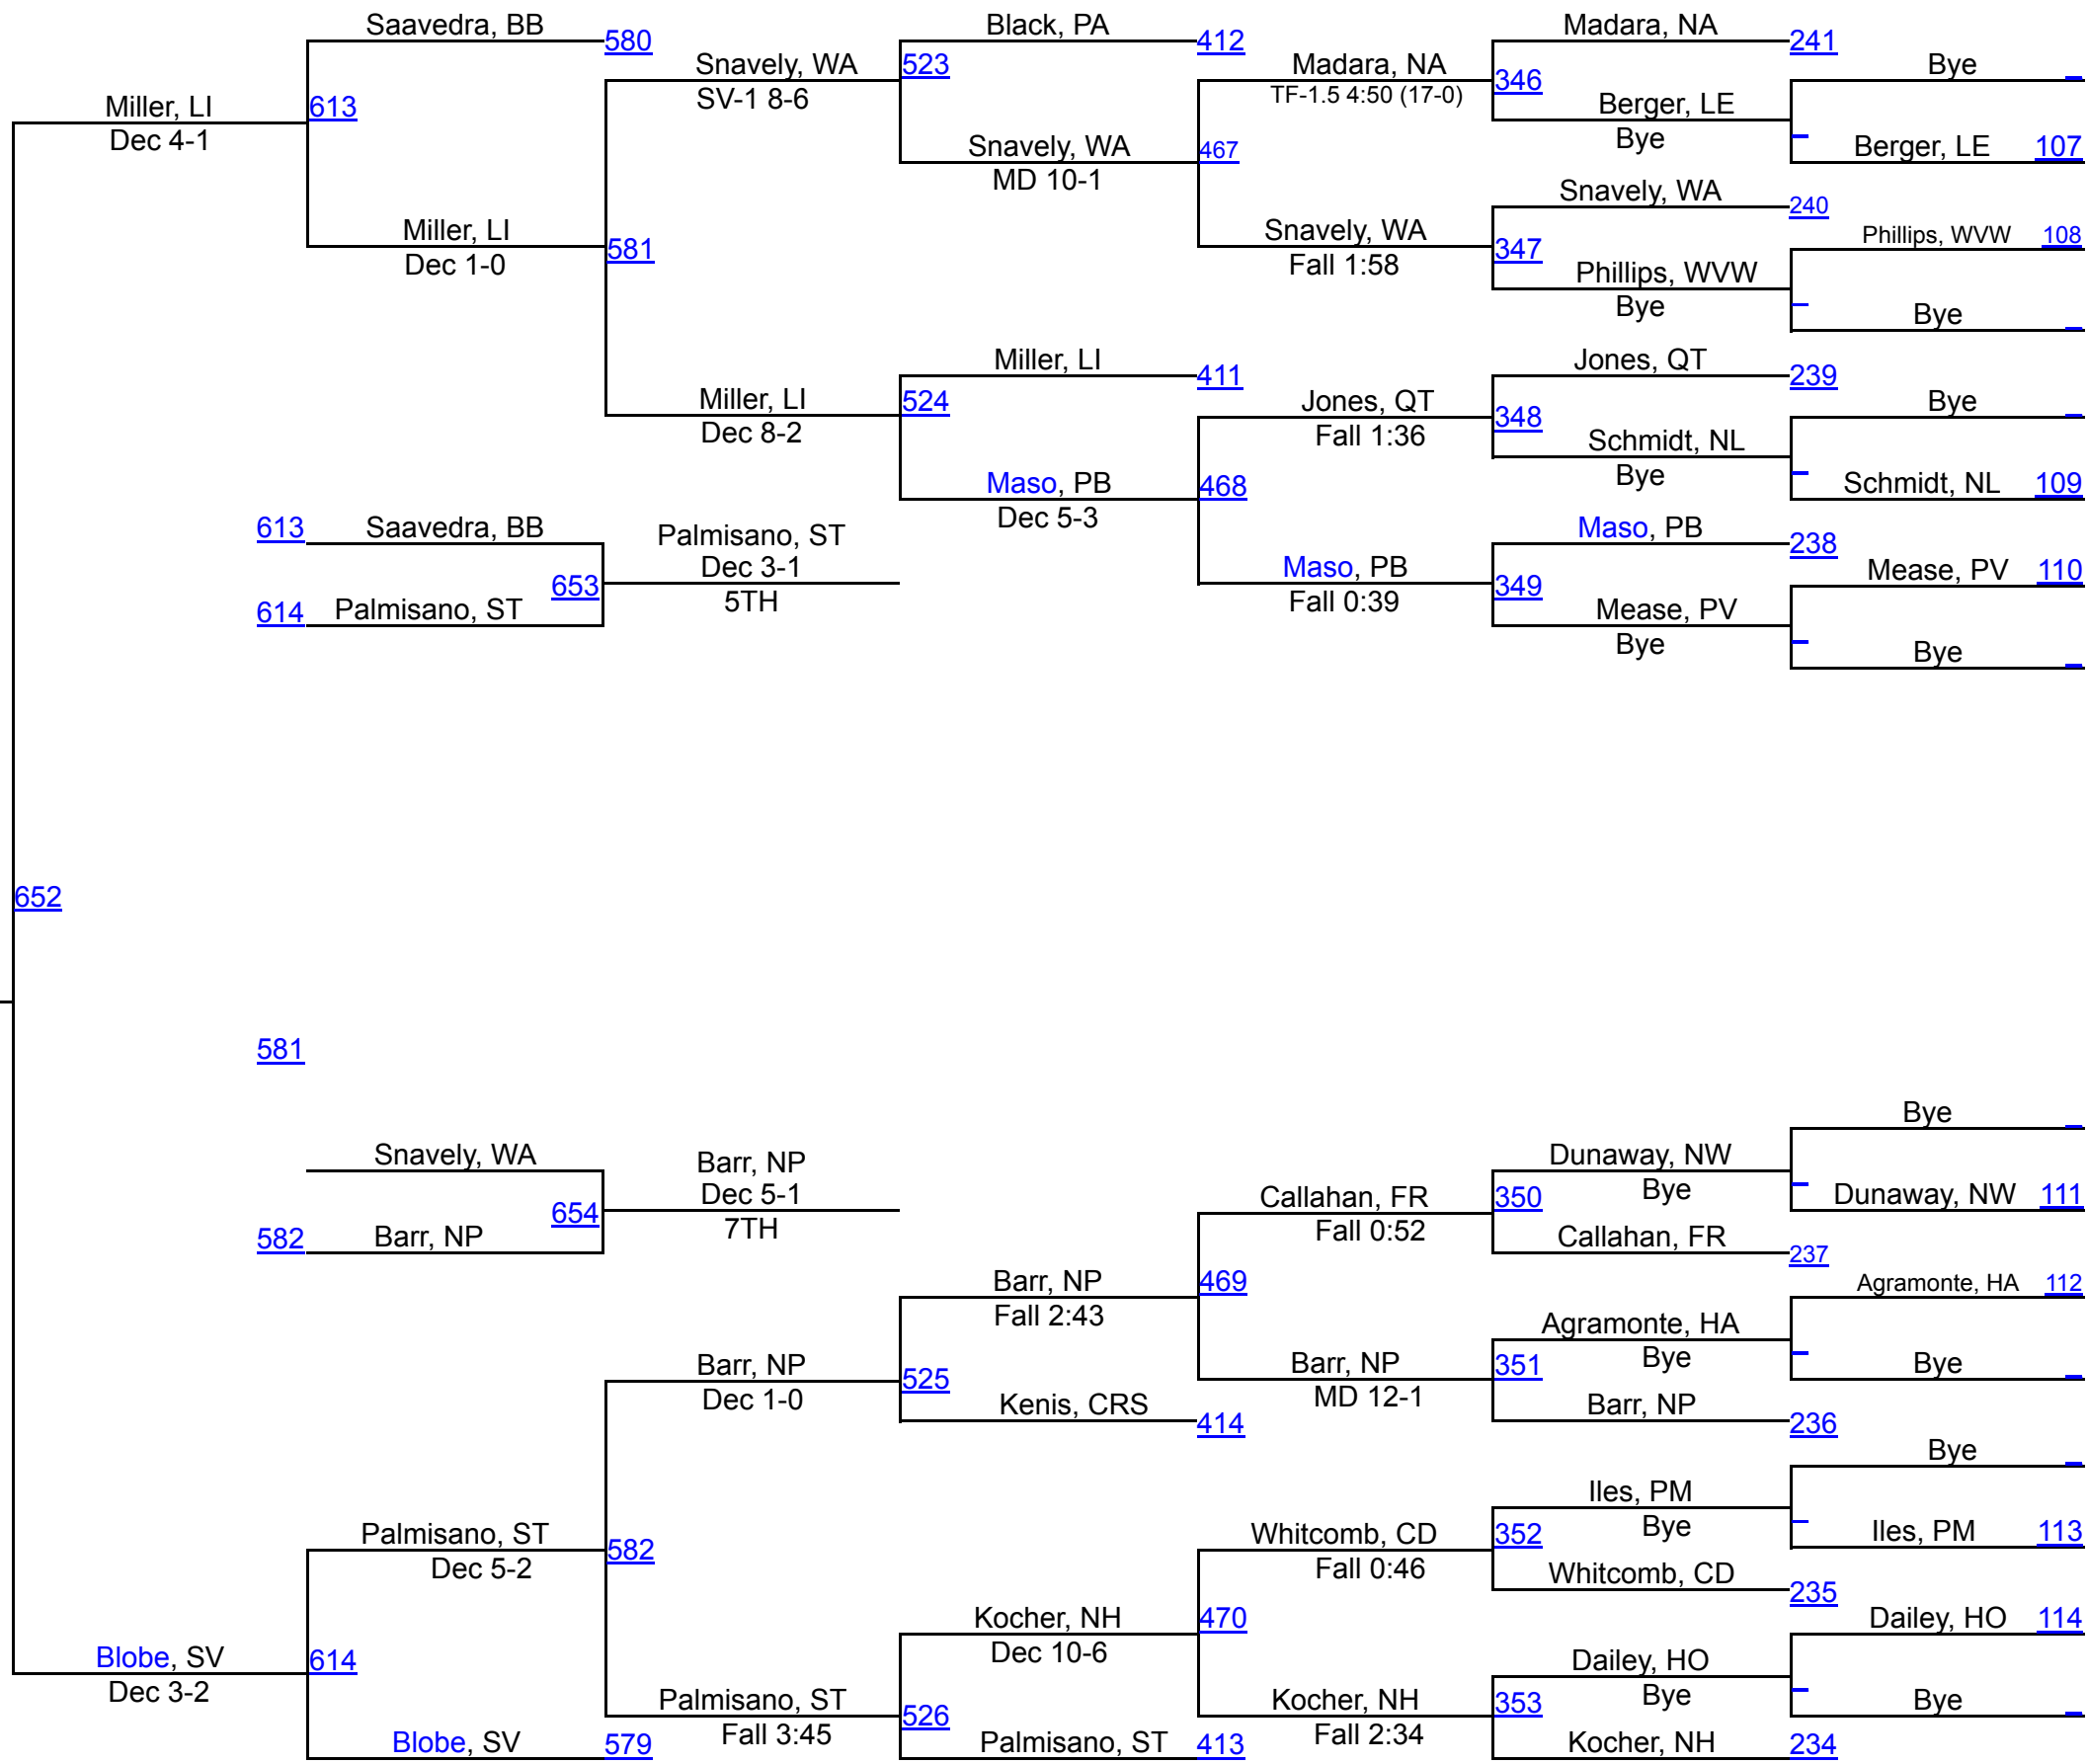 Saavedra, BB
580
Black, PA
412
Madara, NA
241
Bye
Snavely, WA
523
SV-1 8-6
Madara, NA
TF-1.5 4:50 (17-0)
346
Berger, LE
Bye
Berger, LE 107
Miller, LI
613
Dec 4-1
Snavely, WA
467
MD 10-1
Snavely, WA
240
Miller, LI
581
Dec 1-0
Snavely, WA
347
Fall 1:58
Phillips, WVW 108
Phillips, WVW
Bye
Bye
Miller, LI
411
Jones, QT
239
Miller, LI
524
Dec 8-2
Jones, QT
348
Fall 1:36
Bye
Schmidt, NL
Bye
Schmidt, NL 109
Maso, PB
468
Dec 5-3
613 Saavedra, BB
Palmisano, ST
Dec 3-1
653
5TH
614 Palmisano, ST
Maso, PB
238
Maso, PB
349
Fall 0:39
Mease, PV 110
Mease, PV
Bye
Bye
652
581
Bye
Snavely, WA
Barr, NP
Dec 5-1
654
7TH
582 Barr, NP
Dunaway, NW
Bye
Callahan, FR
350
Fall 0:52
Dunaway, NW 111
Callahan, FR
237
Barr, NP
469
Fall 2:43
Agramonte, HA 112
Agramonte, HA
Bye
Barr, NP
525
Dec 1-0
Barr, NP
351
MD 12-1
Bye
Kenis, CRS
414
Barr, NP
236
Bye
Iles, PM
Bye
Palmisano, ST
582
Dec 5-2
Whitcomb, CD
352
Fall 0:46
Iles, PM 113
Whitcomb, CD
235
Kocher, NH
470
Dec 10-6
Dailey, HO 114
Blobe, SV
614
Dec 3-2
Dailey, HO
Bye
Palmisano, ST
526
Fall 3:45
Kocher, NH
353
Fall 2:34
Bye
Blobe, SV
579
Palmisano, ST
413
Kocher, NH
234